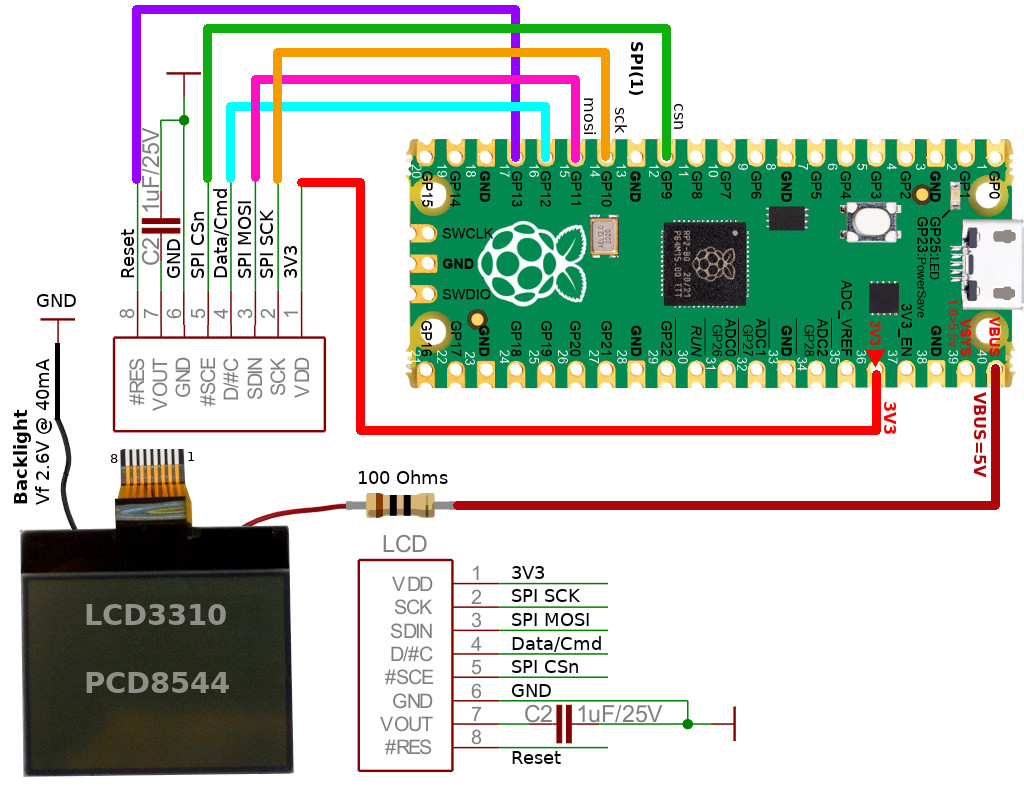 SPI(1)
mosi
sck
csn
Reset
C2
1uF/25V
GND
SPI CSn
Data/Cmd
SPI MOSI
SPI SCK
3V3
8
7
6
5
4
3
2
1
#RES
VOUT
GND
#SCE
D/#C
SDIN
SCK
VDD
20
19
18
17
16
15
14
13
12
11
10
9
8
7
6
5
4
3
2
1
GP15
GP14
GND
GP13
GP12
GP11
GP10
GND
GP9
GP8
GP7
GP6
GND
GP5
GP4
GP3
GP2
GND
GP
GP0
SWCLK
GND
SWDIO
GP25:LED
GP23:PowerSave
GP16
GP17
GND
GP18
GP19
GP20
GP21
GND
GP22
RUN
ADC0
GP26
ADC1
GP27
GND
ADC2
GP28
ADC_VREF
3V3
3V3_EN
GND
VSYS
VBUS
21
22
23
24
25
26
27
28
29
30
31
32
33
34
35
36
37
38
39
40
3V3
VBUS=5V
GND
Backlight
Vf 2.6V @ 40mA
8
1
100 Ohms
LCD3310
PCD8544
LCD
VDD 1 3V3
SCK 2 SPI SCK
SDIN 3 SPI MOSI
D/#C 4 Data/Cmd
#SCE 5 SPI CSn
GND 6 GND
VOUT 7 C2 1uF/25V
#RES 8 Reset